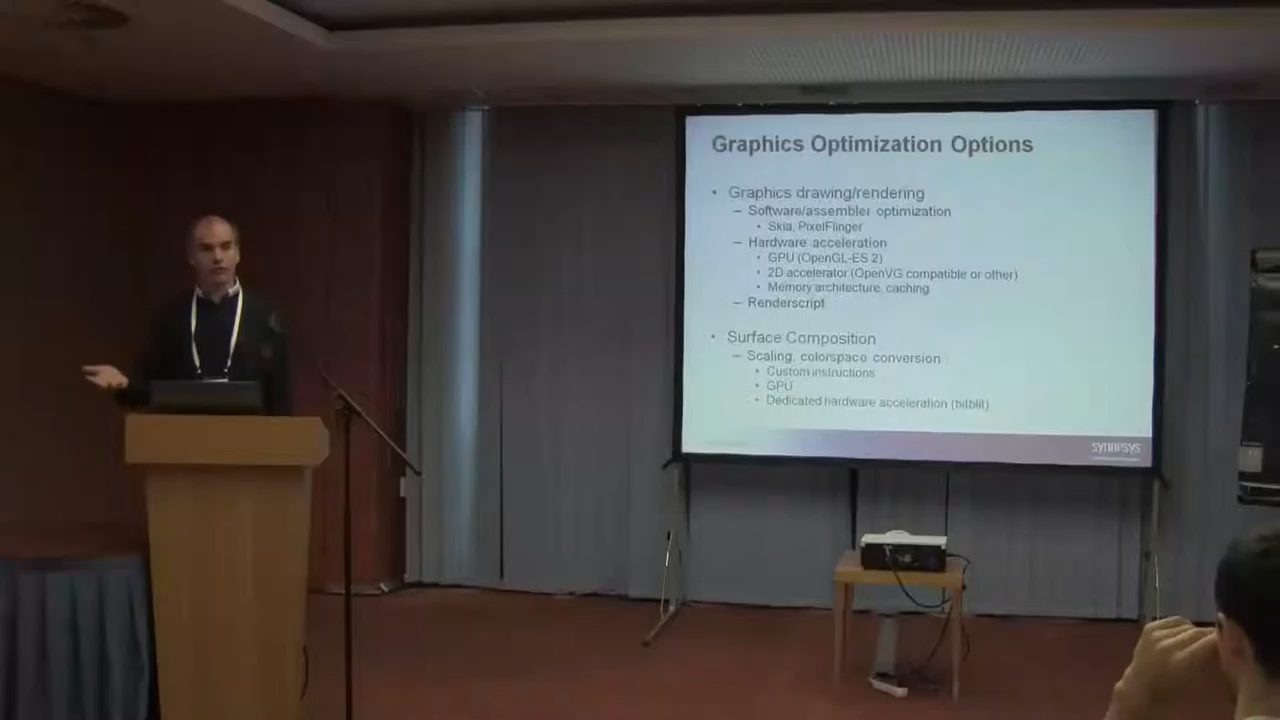 Graphics Optimization Options
• Graphics drawing/rendering
– Software/assembler optimization
• Skia, PixelFlinger
– Hardware acceleration
• GPU (OpenGL-ES 2)
• 2D accelerator (OpenVG compatible or other)
• Memory architecture, caching
– Renderscript
• Surface Composition
– Scaling, colorspace conversion
• Custom instructions
• GPU
• Dedicated hardware acceleration (bitblit)
SYNOPSYS